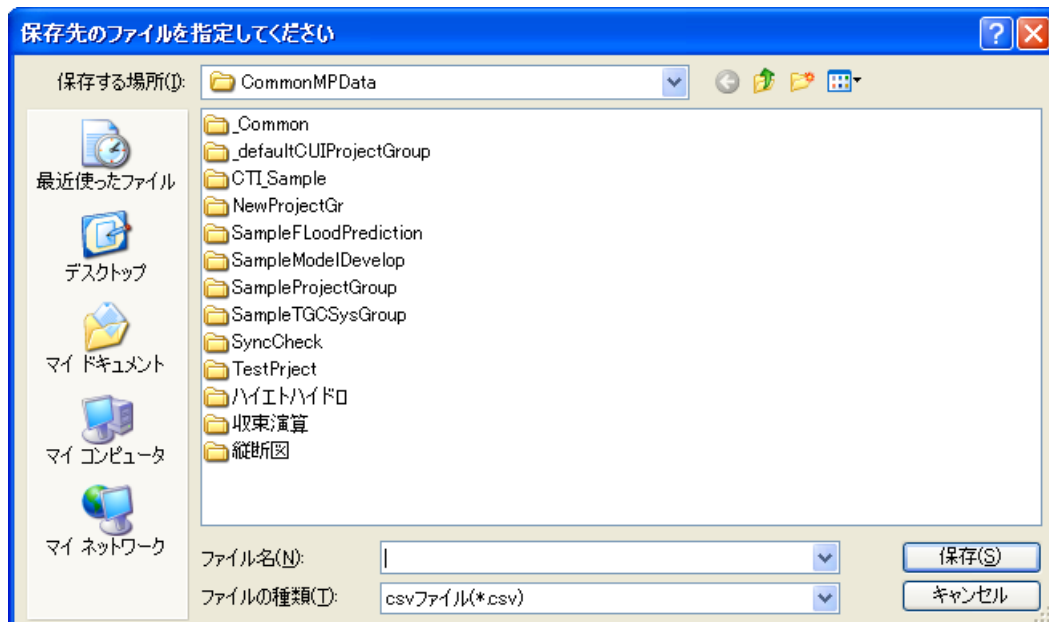 保存先のファイルを指定してください
保存する場所(I):
CommonMPData
最近使ったファイル
デスクトップ
マイ ドキュメント
マイ コンピュータ
マイ ネットワーク
_Common
_defaultCUIProjectGroup
CTI_Sample
NewProjectGr
SampleFLoodPrediction
SampleModelDevelop
SampleProjectGroup
SampleTGCSysGroup
SyncCheck
TestPrject
ハイエトハイドロ
収束演算
縦断図
ファイル名(N):
保存(S)
ファイルの種類(T):
csvファイル(*.csv)
キャンセル